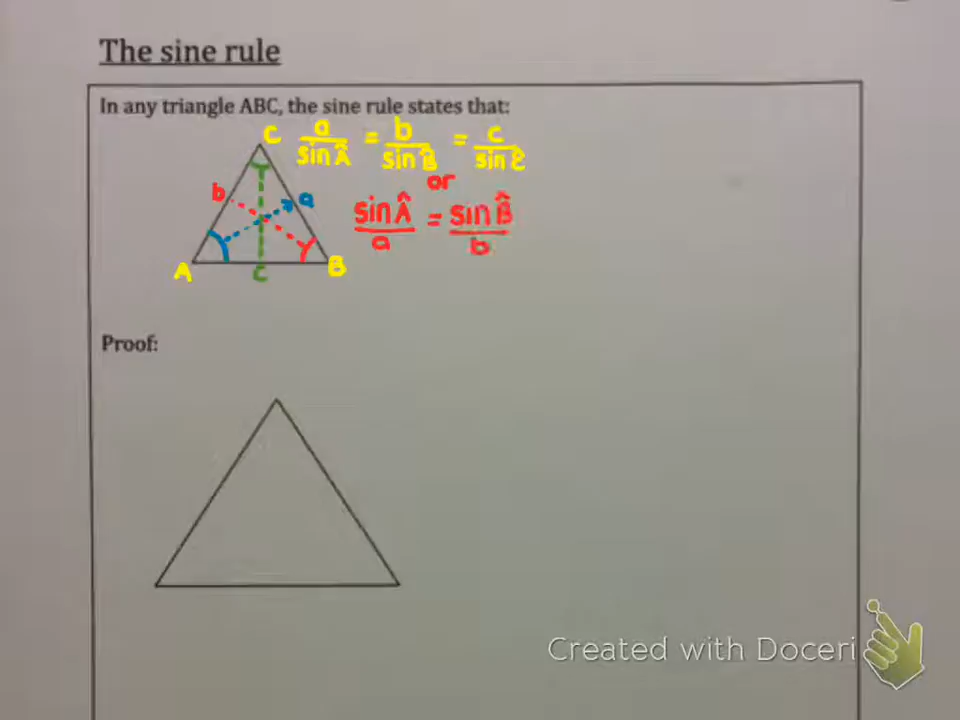 The sine rule
In any triangle ABC, the sine rule states that:
C a/sin Â = b/sin B̂ = c/sin Ĉ
or
b a sin Â/a = sin B̂/b
A c B
Proof:
Created with Doceri